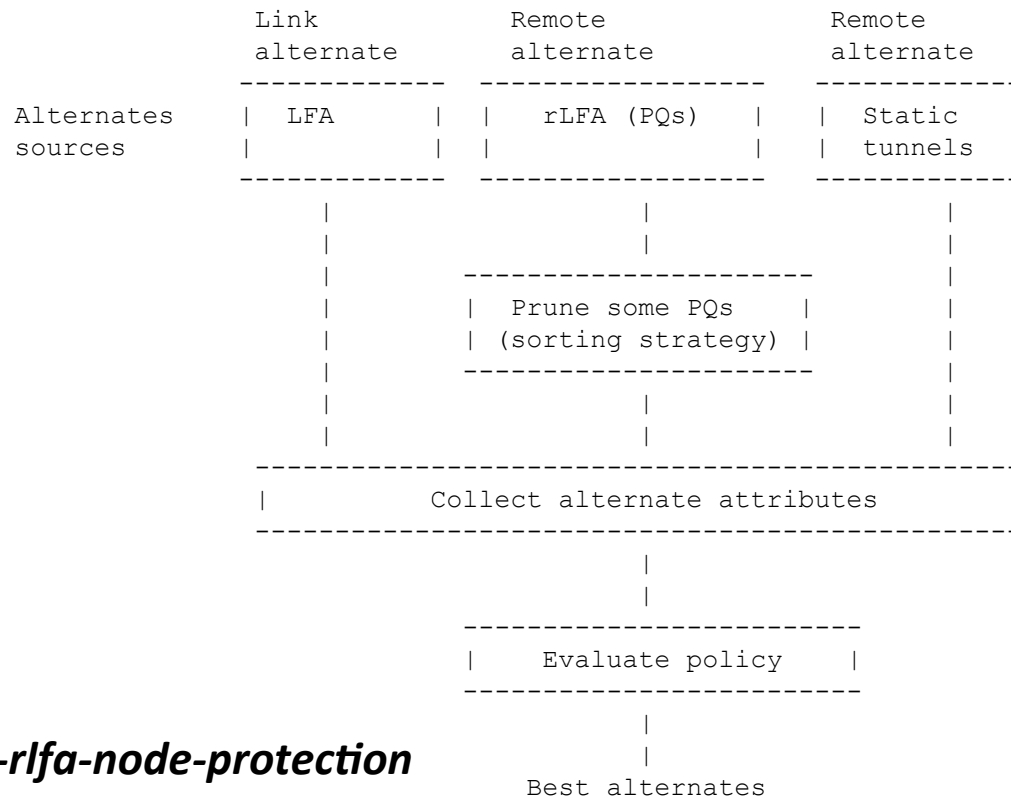 Link Remote Remote
alternate alternate alternate
Alternates | LFA | | rLFA (PQs) | | Static
sources | | | | | tunnels
| Prune some PQs |
| (sorting strategy) |
| Collect alternate attributes
| Evaluate policy |
-rlfa-node-protection
Best alternates